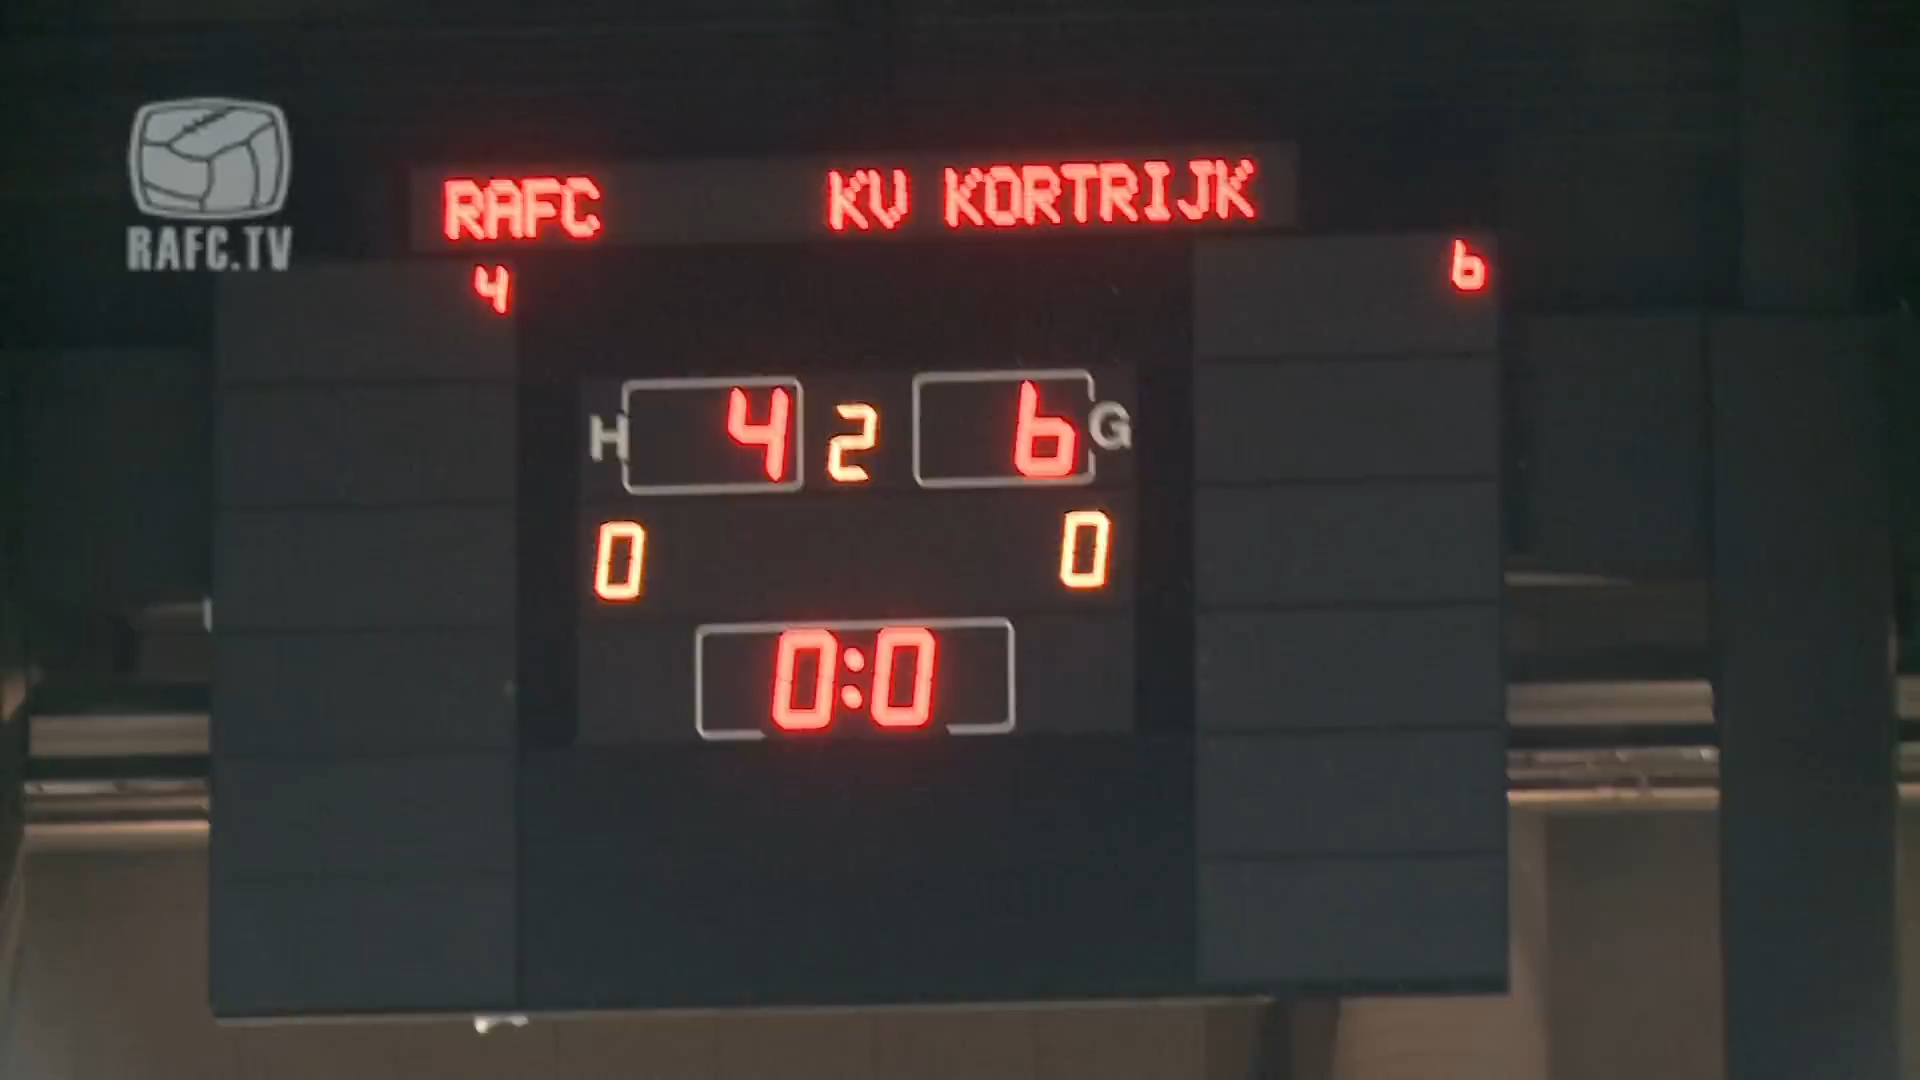 RAFC.TV
RAFC KV KORTRIJK
4 6
H 4 2 6 G
0 0
0:0